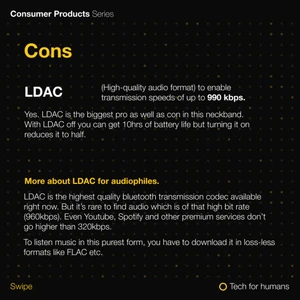 Consumer Products Series
Cons
LDAC
(High-quality audio format) to enable
transmission speeds of up to 990 kbps.
Yes. LDAC is the biggest pro as well as con in this neckband.
With LDAC off you can get 10hrs of battery life but turning it on
reduces it to half.
More about LDAC for audiophiles.
LDAC is the highest quality bluetooth transmission codec available
right now. But it's rare to find audio which is of that high bit rate
(960kbps). Even Youtube, Spotify and other premium services don't
go higher than 320kbps.
To listen music in this purest form, you have to download it in loss-less
formats like FLAC etc.
Swipe
Tech for humans